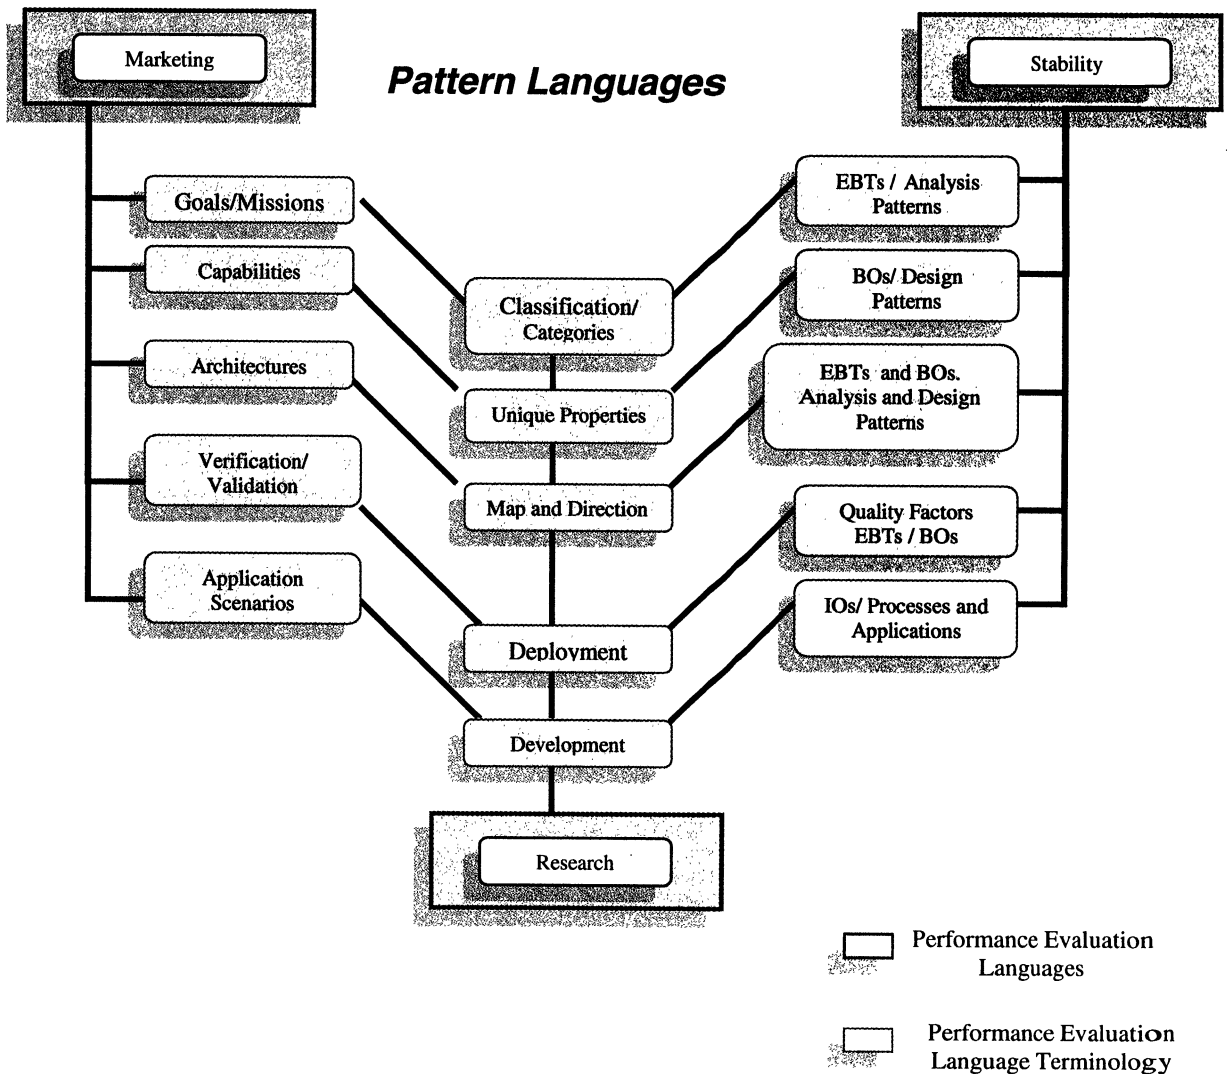 Pattern Languages
Marketing
Goals/Missions
Capabilities
Architectures
Verification/
Validation
Application
Scenarios
Classification/
Categories
Unique Properties
Map and Direction
Deployment
Development
Research
Stability
EBTs / Analysis
Patterns
BOs/ Design
Patterns
EBTs and BOs.
Analysis and Design
Patterns
Quality Factors
EBTs / BOs
IOs/ Processes and
Applications
Performance Evaluation
Languages
Performance Evaluation
Language Terminology